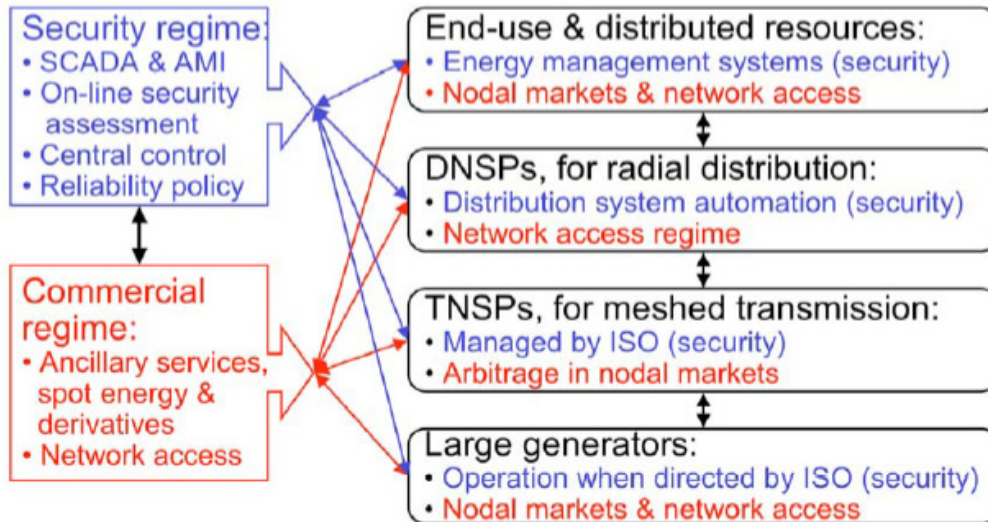 Security regime:
• SCADA & AMI
• On-line security
assessment
• Central control
• Reliability policy
Commercial
regime:
• Ancillary services,
spot energy &
derivatives
• Network access
End-use & distributed resources:
• Energy management systems (security)
• Nodal markets & network access
DNSPs, for radial distribution:
• Distribution system automation (security)
• Network access regime
TNSPs, for meshed transmission:
• Managed by ISO (security)
• Arbitrage in nodal markets
Large generators:
• Operation when directed by ISO (security)
• Nodal markets & network access